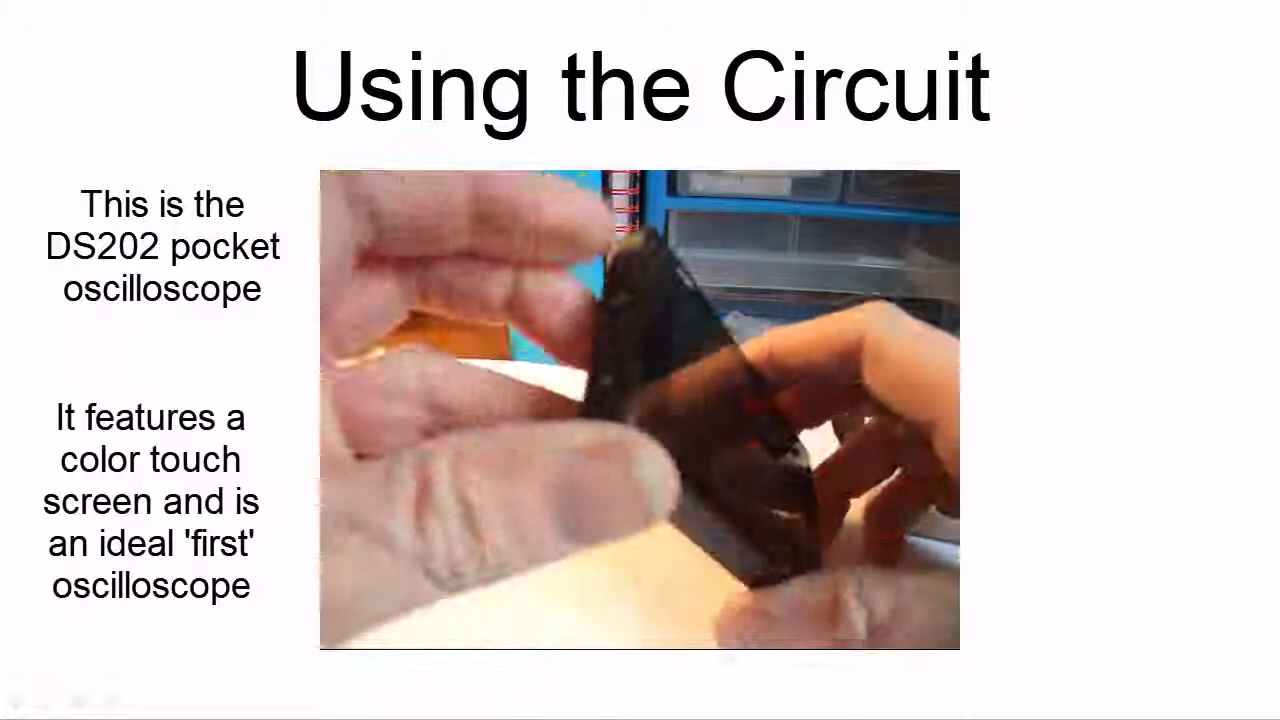 Using the Circuit
This is the
DS202 pocket
oscilloscope
It features a
color touch
screen and is
an ideal 'first'
oscilloscope